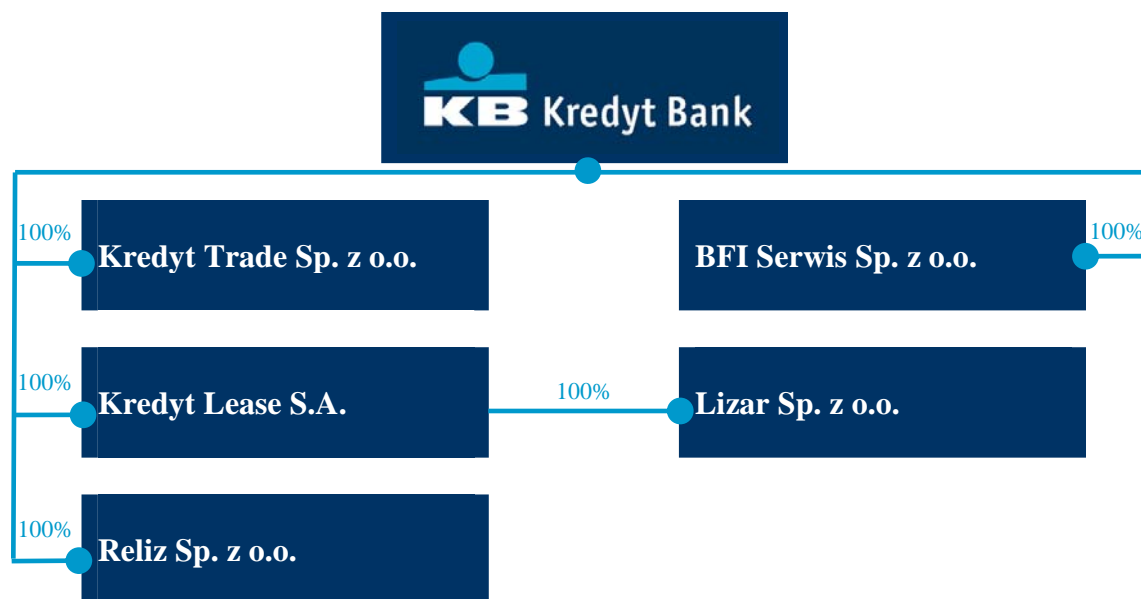 KB Kredyt Bank
100%
Kredyt Trade Sp. z o.o.
BFI Serwis Sp. z o.o.
100%
100%
Kredyt Lease S.A.
100%
Lizar Sp. z o.o.
100%
Reliz Sp. z o.o.